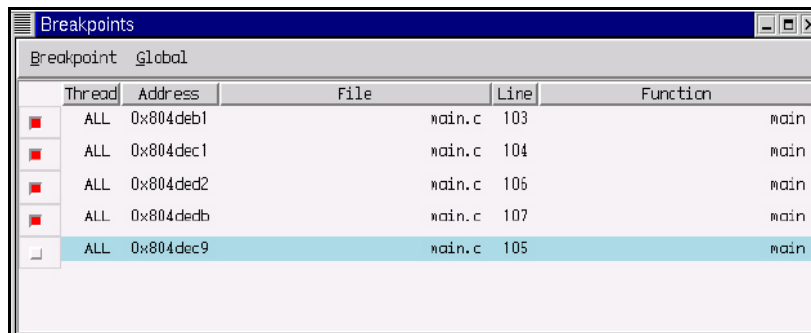 Breakpoints
Breakpoint Global
Thread Address File Line Function
ALL 0x804deb1 main.c 103 main
ALL 0x804dec1 main.c 104 main
ALL 0x804ded2 main.c 106 main
ALL 0x804dedb main.c 107 main
ALL 0x804dec9 main.c 105 main